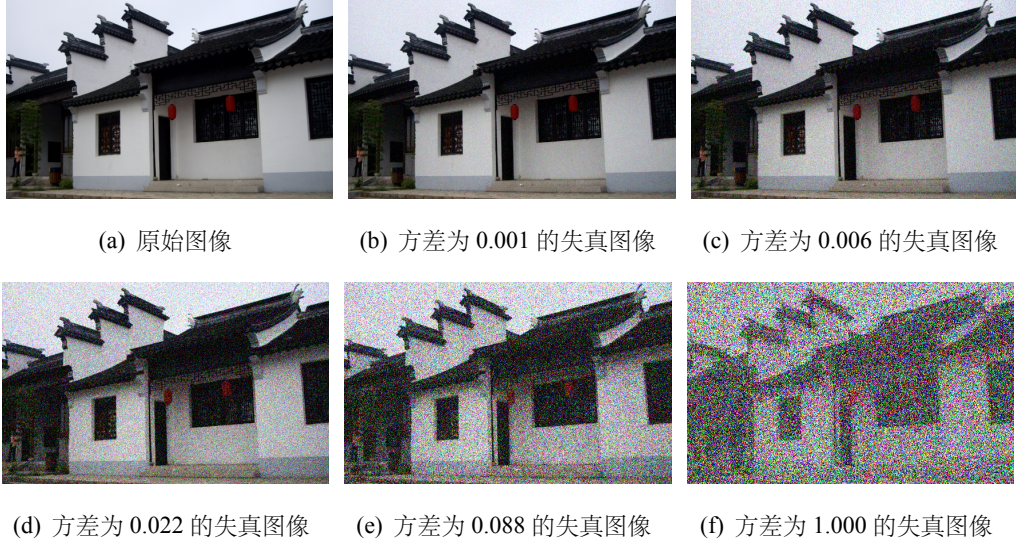 (a) 原始图像
(b) 方差为 0.001 的失真图像
(c) 方差为 0.006 的失真图像
(d) 方差为 0.022 的失真图像
(e) 方差为 0.088 的失真图像
(f) 方差为 1.000 的失真图像